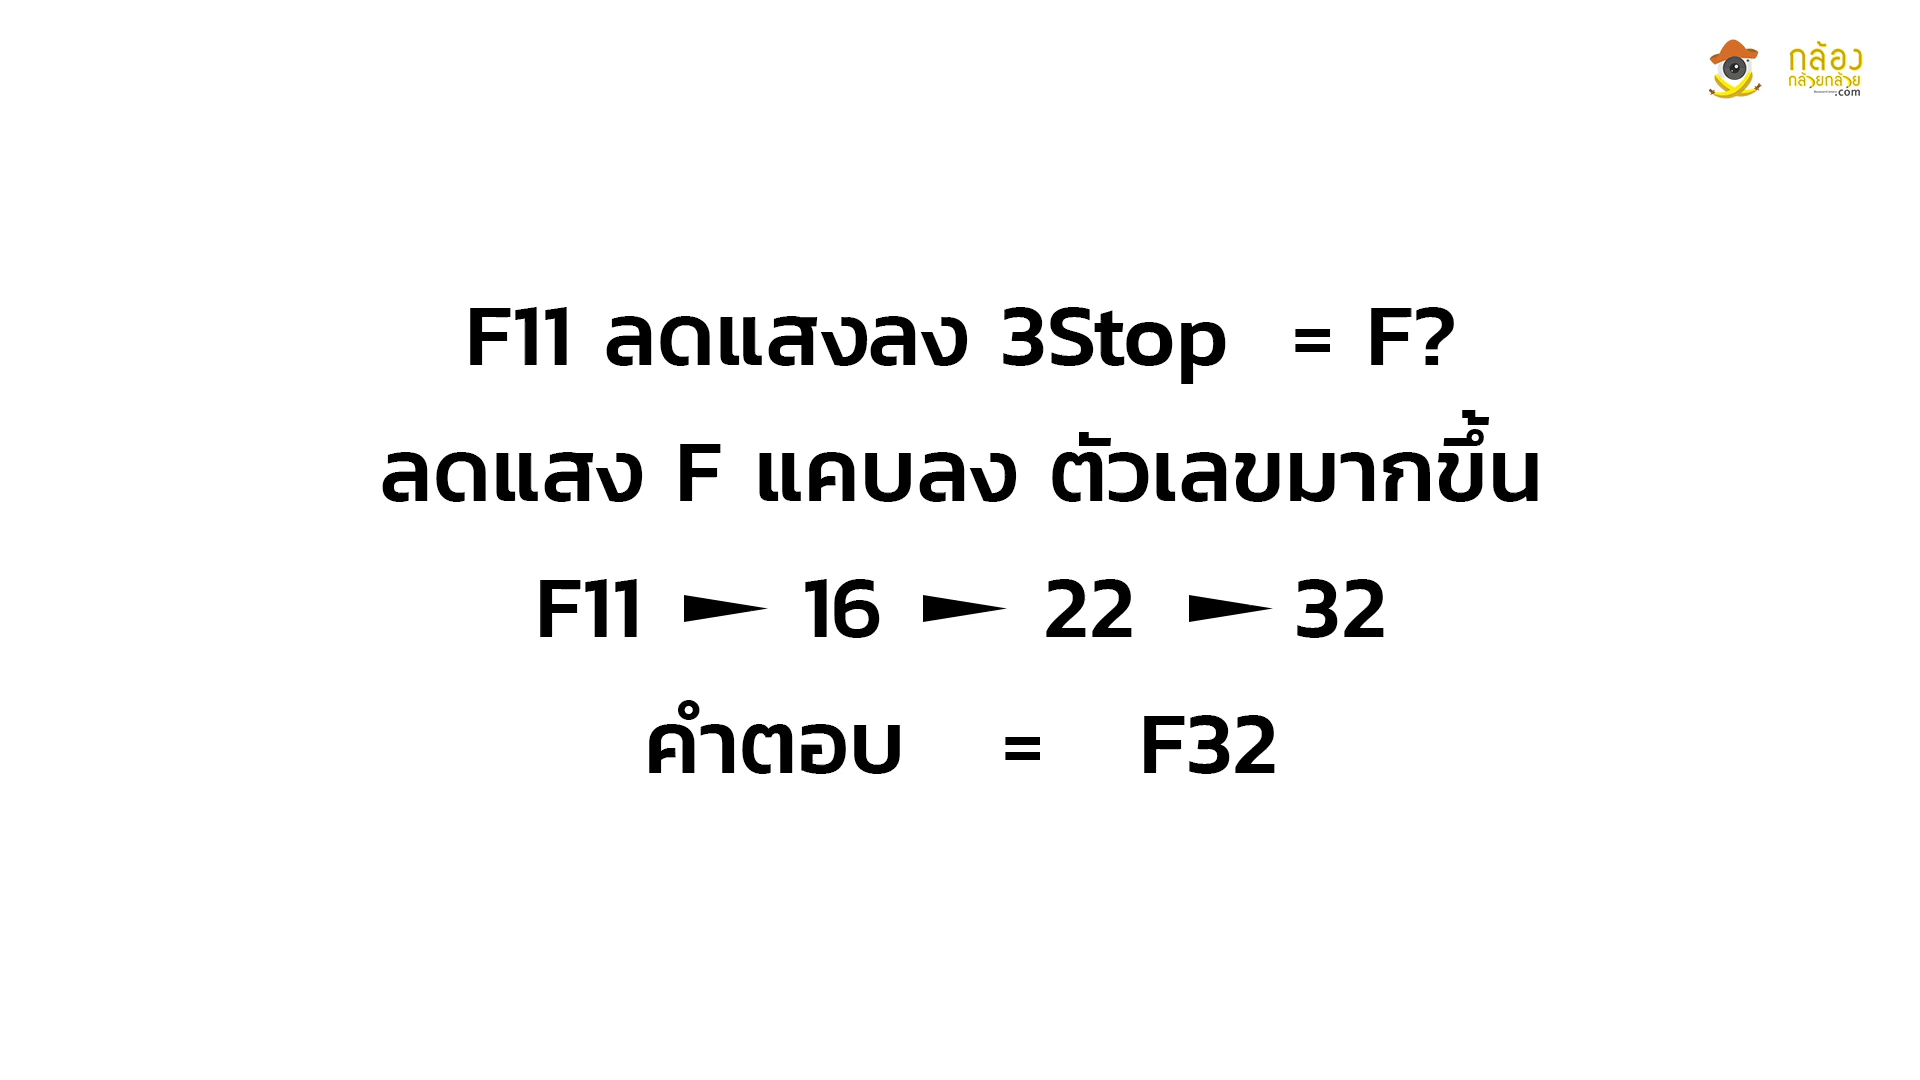 กล้อง
กล้วยกล้วย
.com
F11 ลดแสงลง 3Stop = F?
ลดแสง F แคบลง ตัวเลขมากขึ้น
F11 ► 16 ► 22 ► 32
คำตอบ = F32